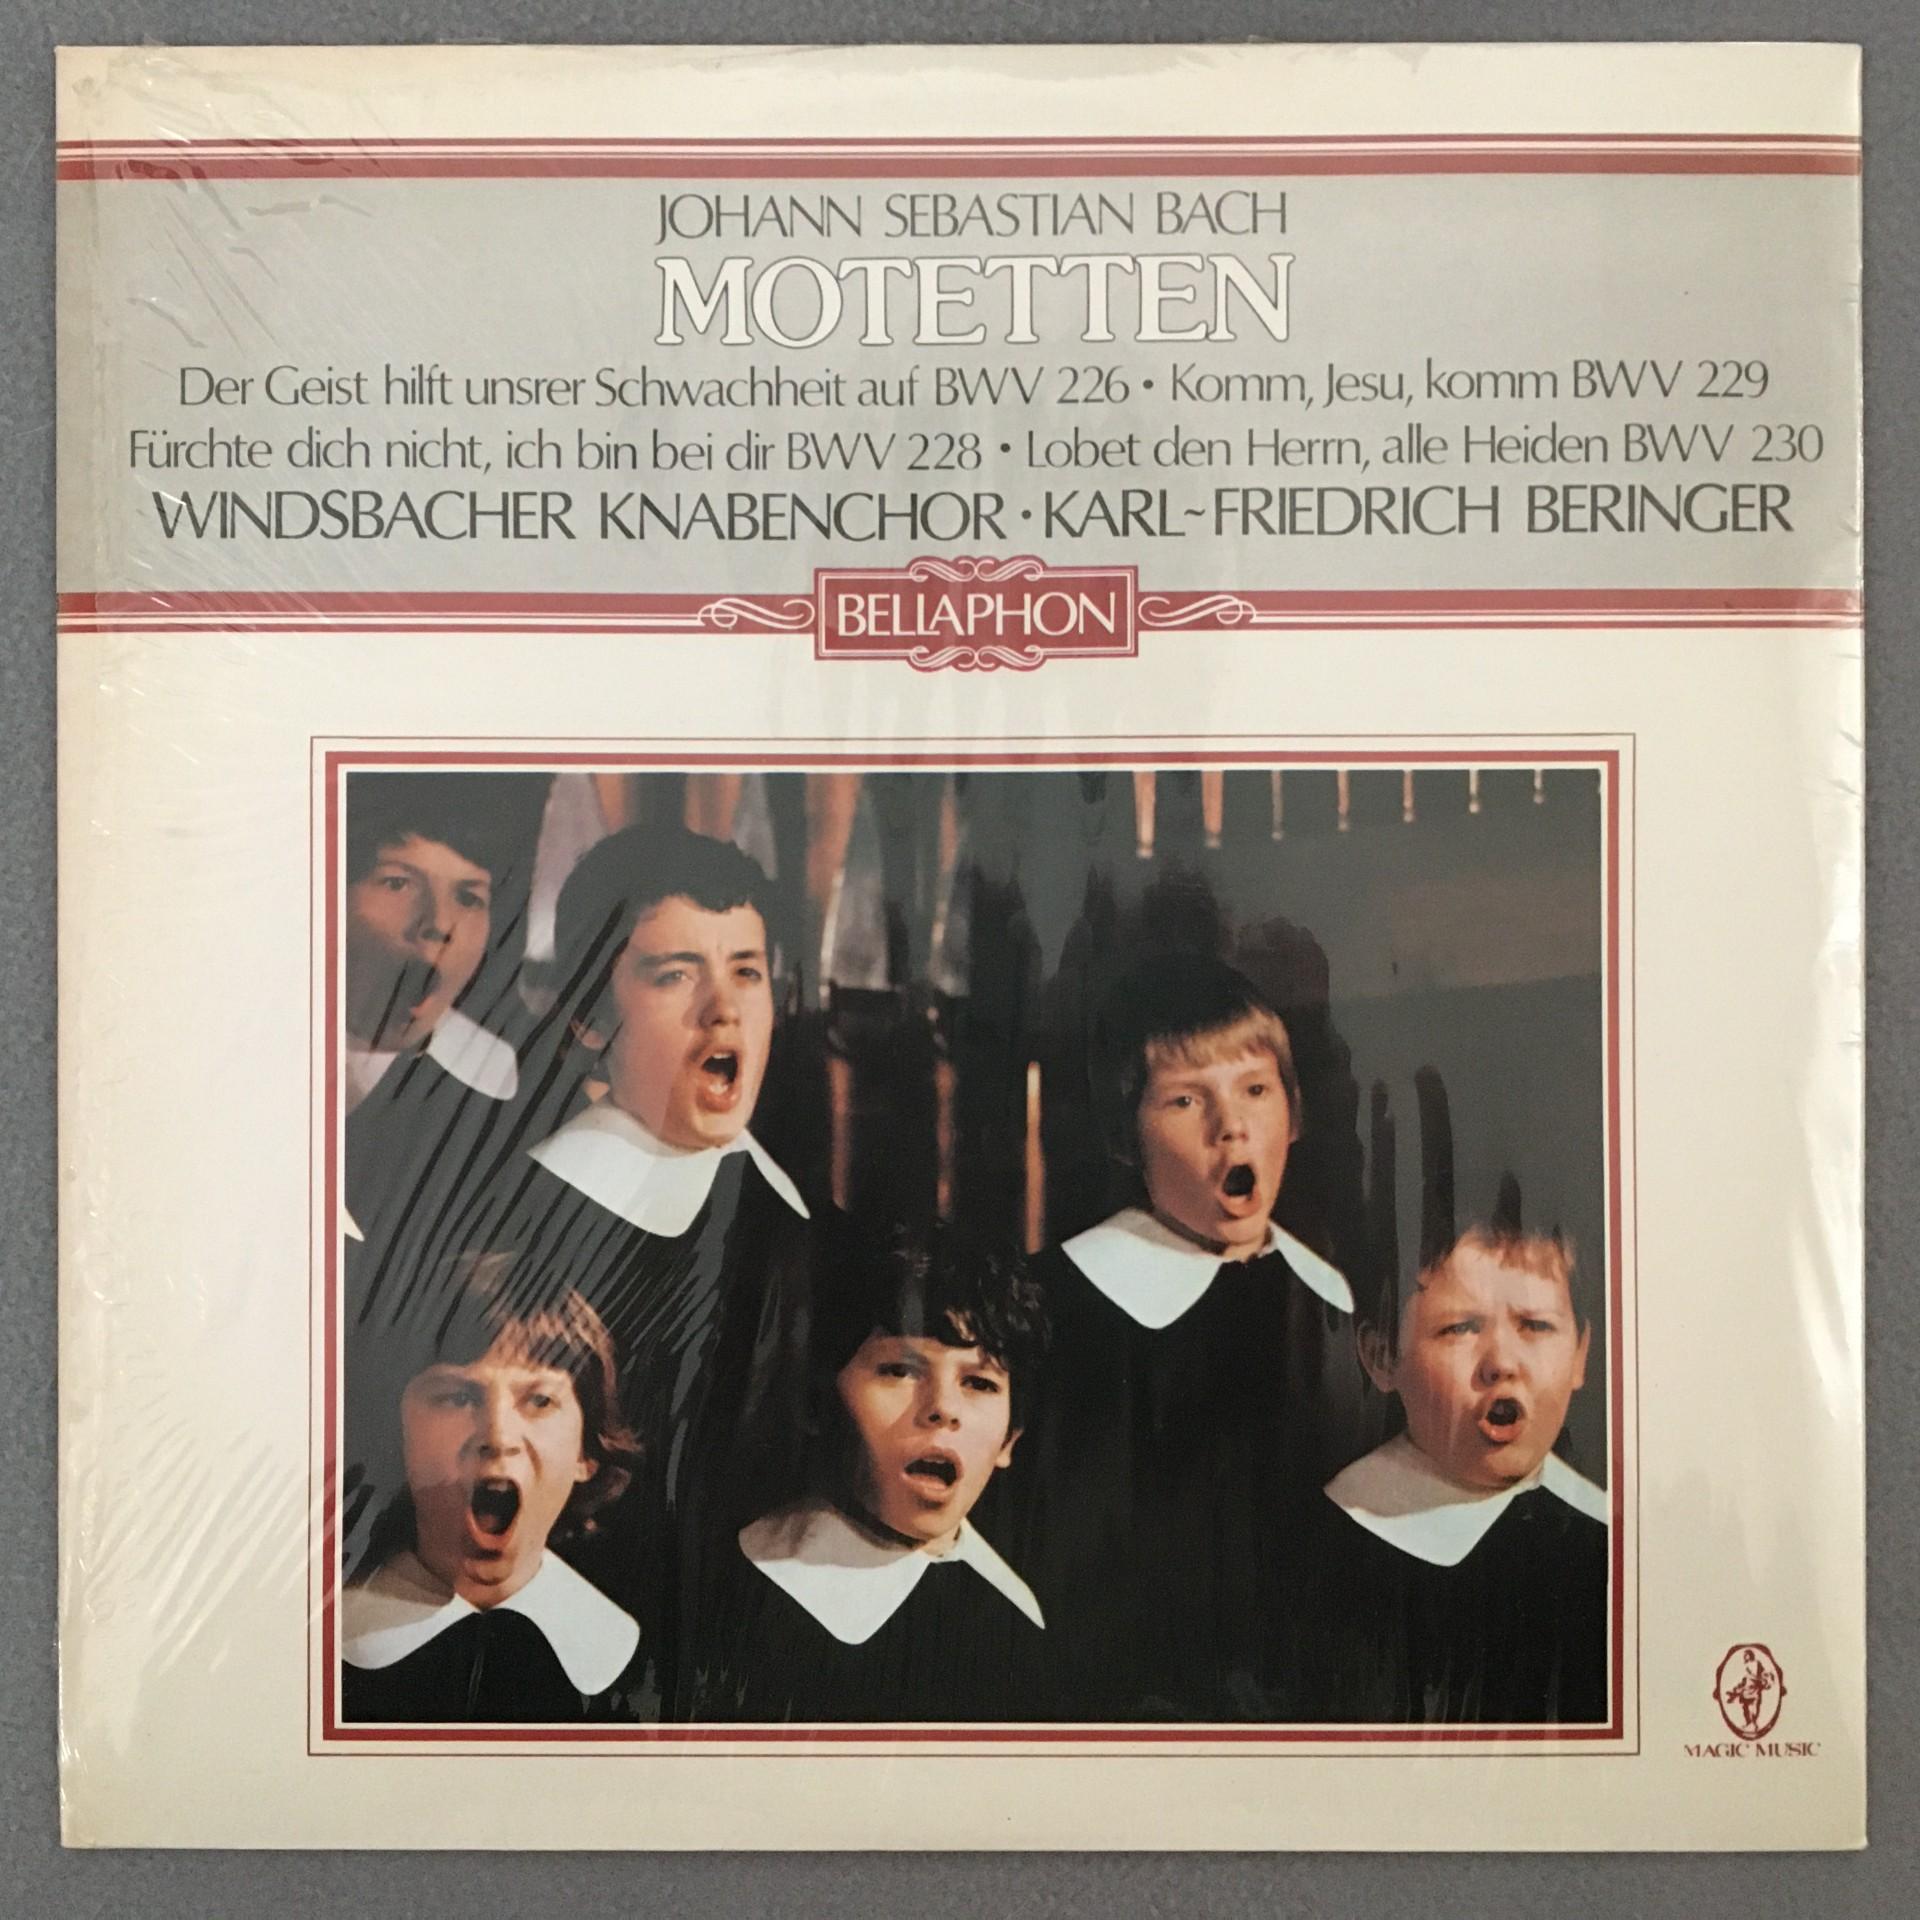 JOHANN SEBASTIAN BACH
MOTETTEN
Der Geist hilft unsrer Schwachheit auf BWV 226 • Komm, Jesu, komm BWV 229
Fürchte dich nicht, ich bin bei dir BWV 228 • Lobet den Herrn, alle Heiden BWV 230
WINDSBACHER KNABENCHOR • KARL~FRIEDRICH BERINGER
BELLAPHON
MAGIC MUSIC